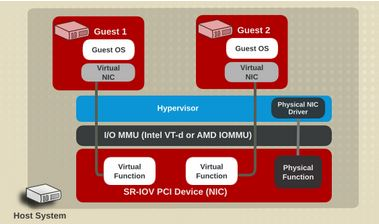 Guest 1
Guest OS
Virtual
NIC
Guest 2
Guest OS
Virtual
NIC
Hypervisor
Physical NIC
Driver
I/O MMU (Intel VT-d or AMD IOMMU)
Virtual
Function
Virtual
Function
Physical
Function
SR-IOV PCI Device (NIC)
Host System